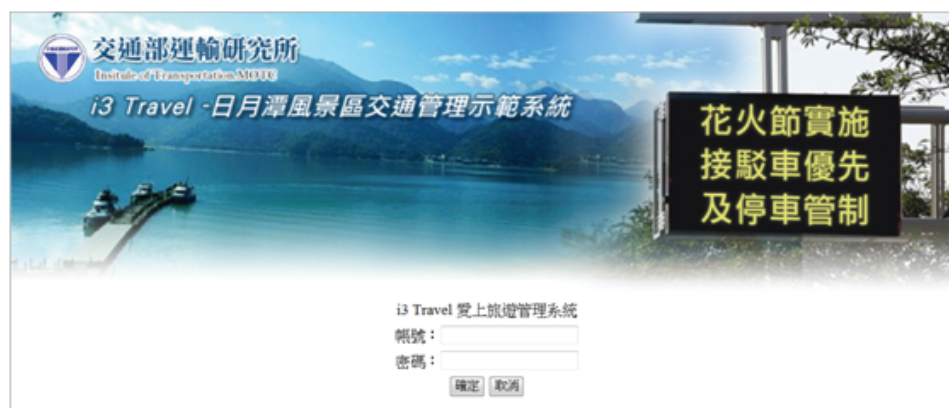 交通部運輸研究所
Institute of Transportation.MOTC
i3 Travel -日月潭風景區交通管理示範系統
花火節實施
接駁車優先
及停車管制
i3 Travel 愛上旅遊管理系統
帳號：
密碼：
確定 取消